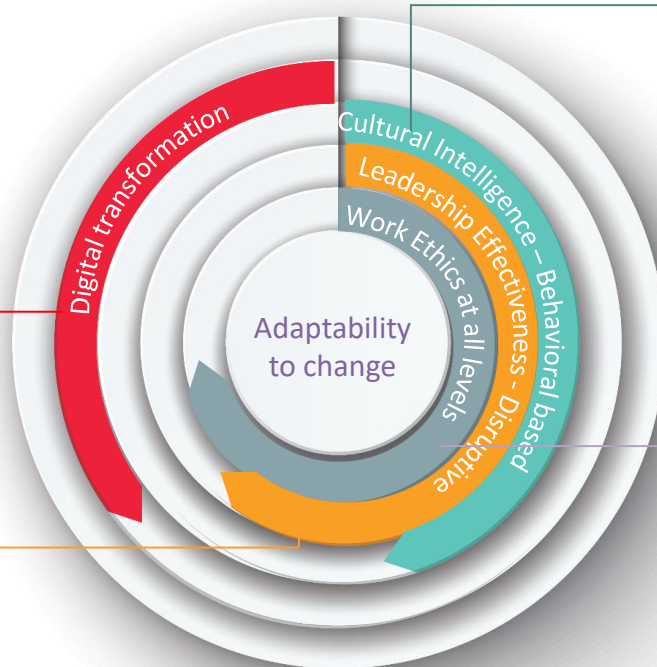 Digital transformation
Cultural Intelligence – Behavioral based
Leadership Effectiveness - Disruptive
Work Ethics at all levels
Adaptability
to change